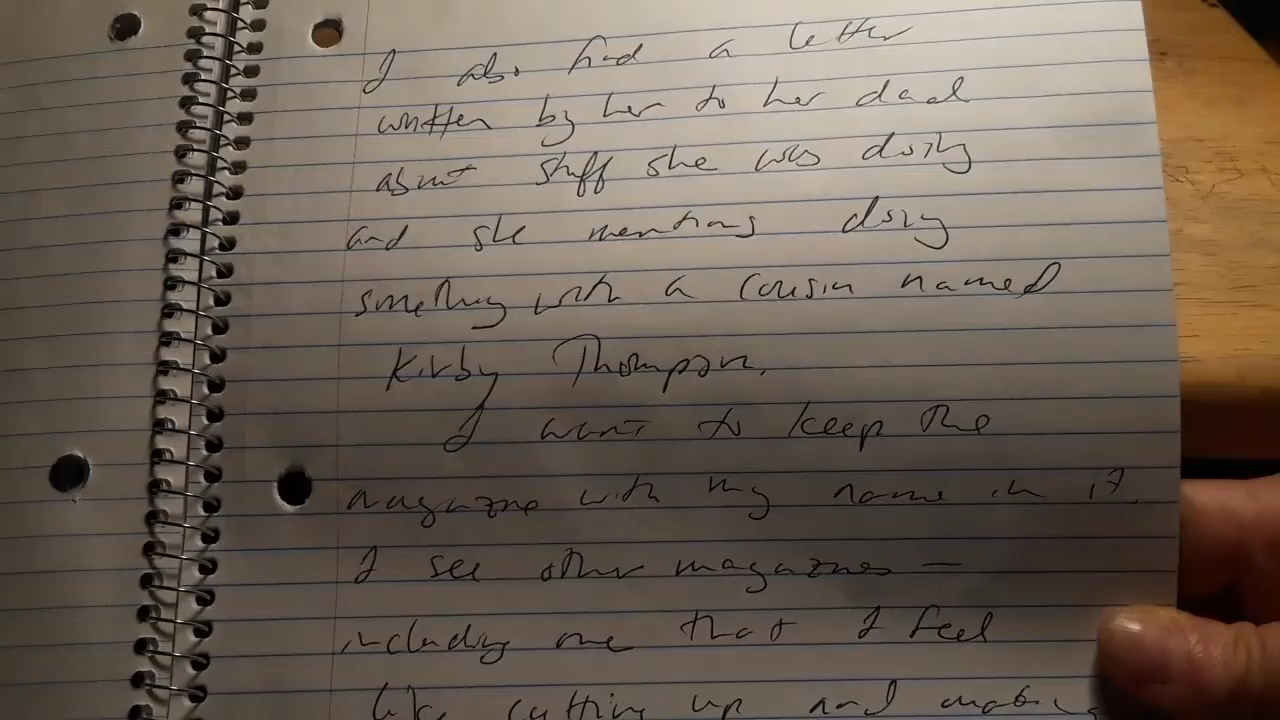 I also find a letter
written by her to her dad
about stuff she was doing
and she mentions doing
something with a cousin named
Kirby Thompson.
I want to keep the
magazine with my name in it.
I see other magazines —
including one that I feel
like cutting up and making